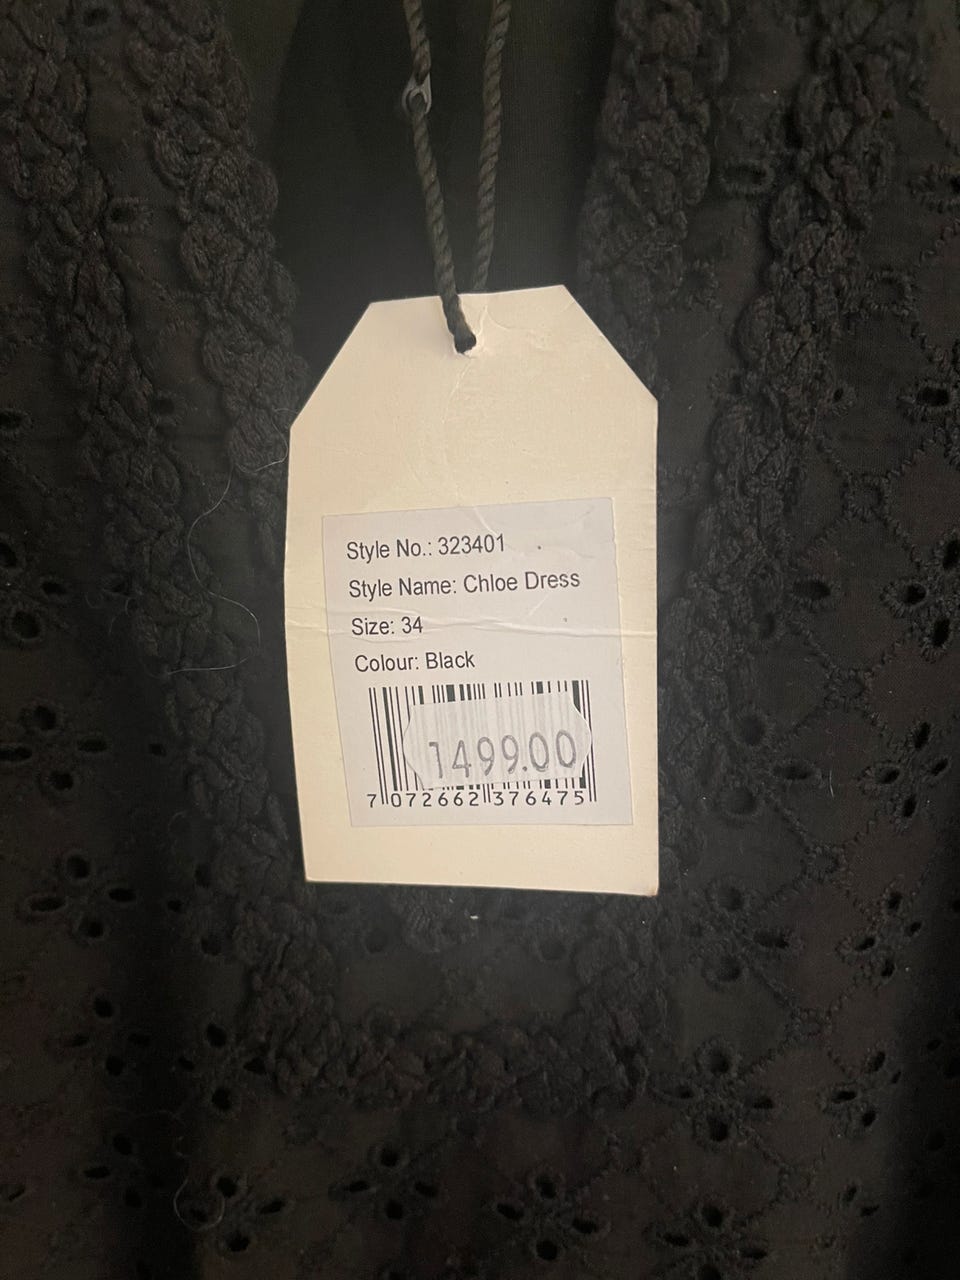 Style No.: 323401
Style Name: Chloe Dress
Size: 34
Colour: Black
1499.00
7 072662 376475